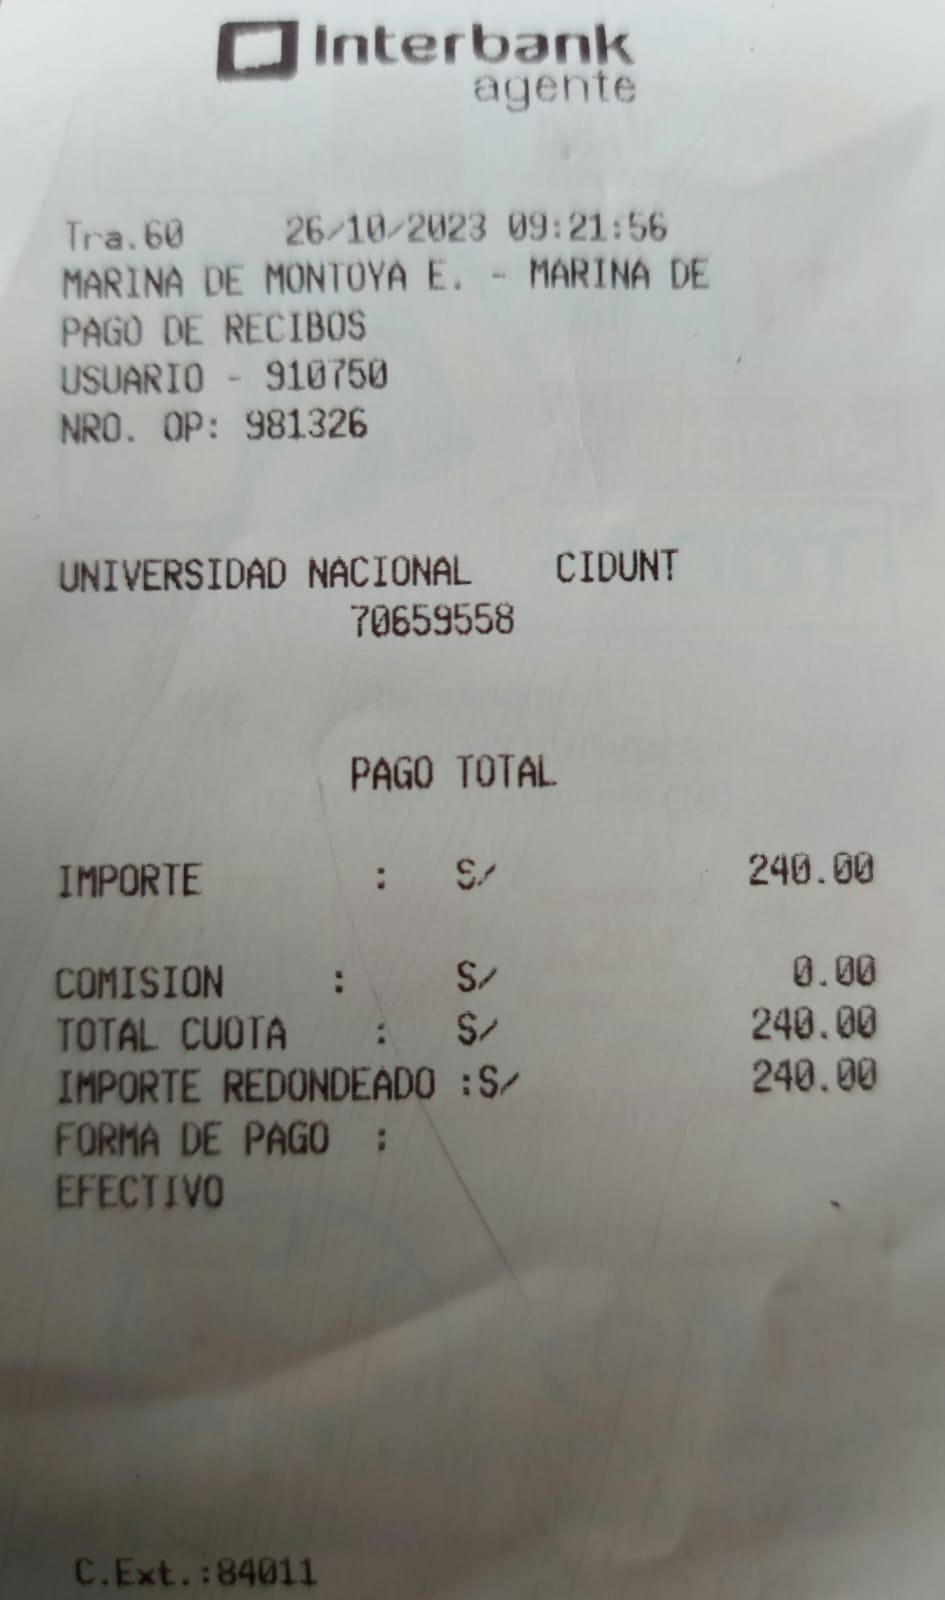 Interbank
agente
Tra.60 26/10/2023 09:21:56
MARINA DE MONTOYA E. - MARINA DE
PAGO DE RECIBOS
USUARIO - 910750
NRO. OP: 981326
UNIVERSIDAD NACIONAL CIDUNT
70659558
PAGO TOTAL
IMPORTE : S/ 240.00
COMISION : S/ 0.00
TOTAL CUOTA : S/ 240.00
IMPORTE REDONDEADO :S/ 240.00
FORMA DE PAGO :
EFECTIVO
C.Ext.:84011